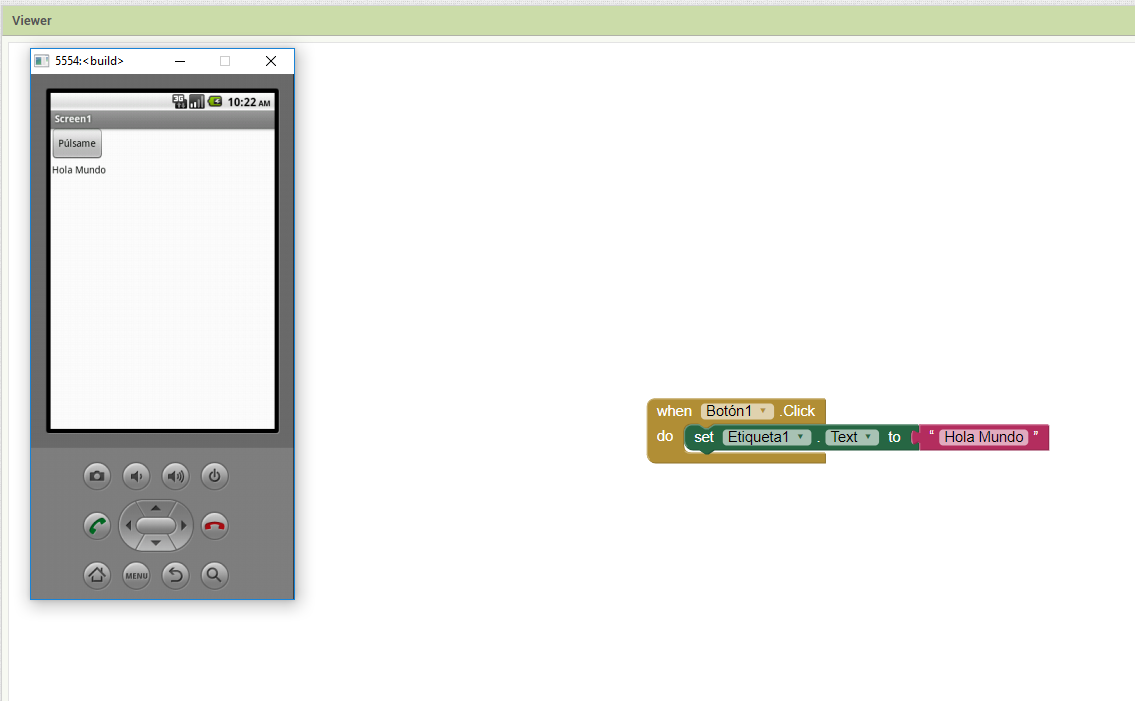 Viewer
5554:<build>
3G
10:22 AM
Screen1
Púlsame
Hola Mundo
MENU
when Botón1 .Click
do set Etiqueta1 . Text to " Hola Mundo "